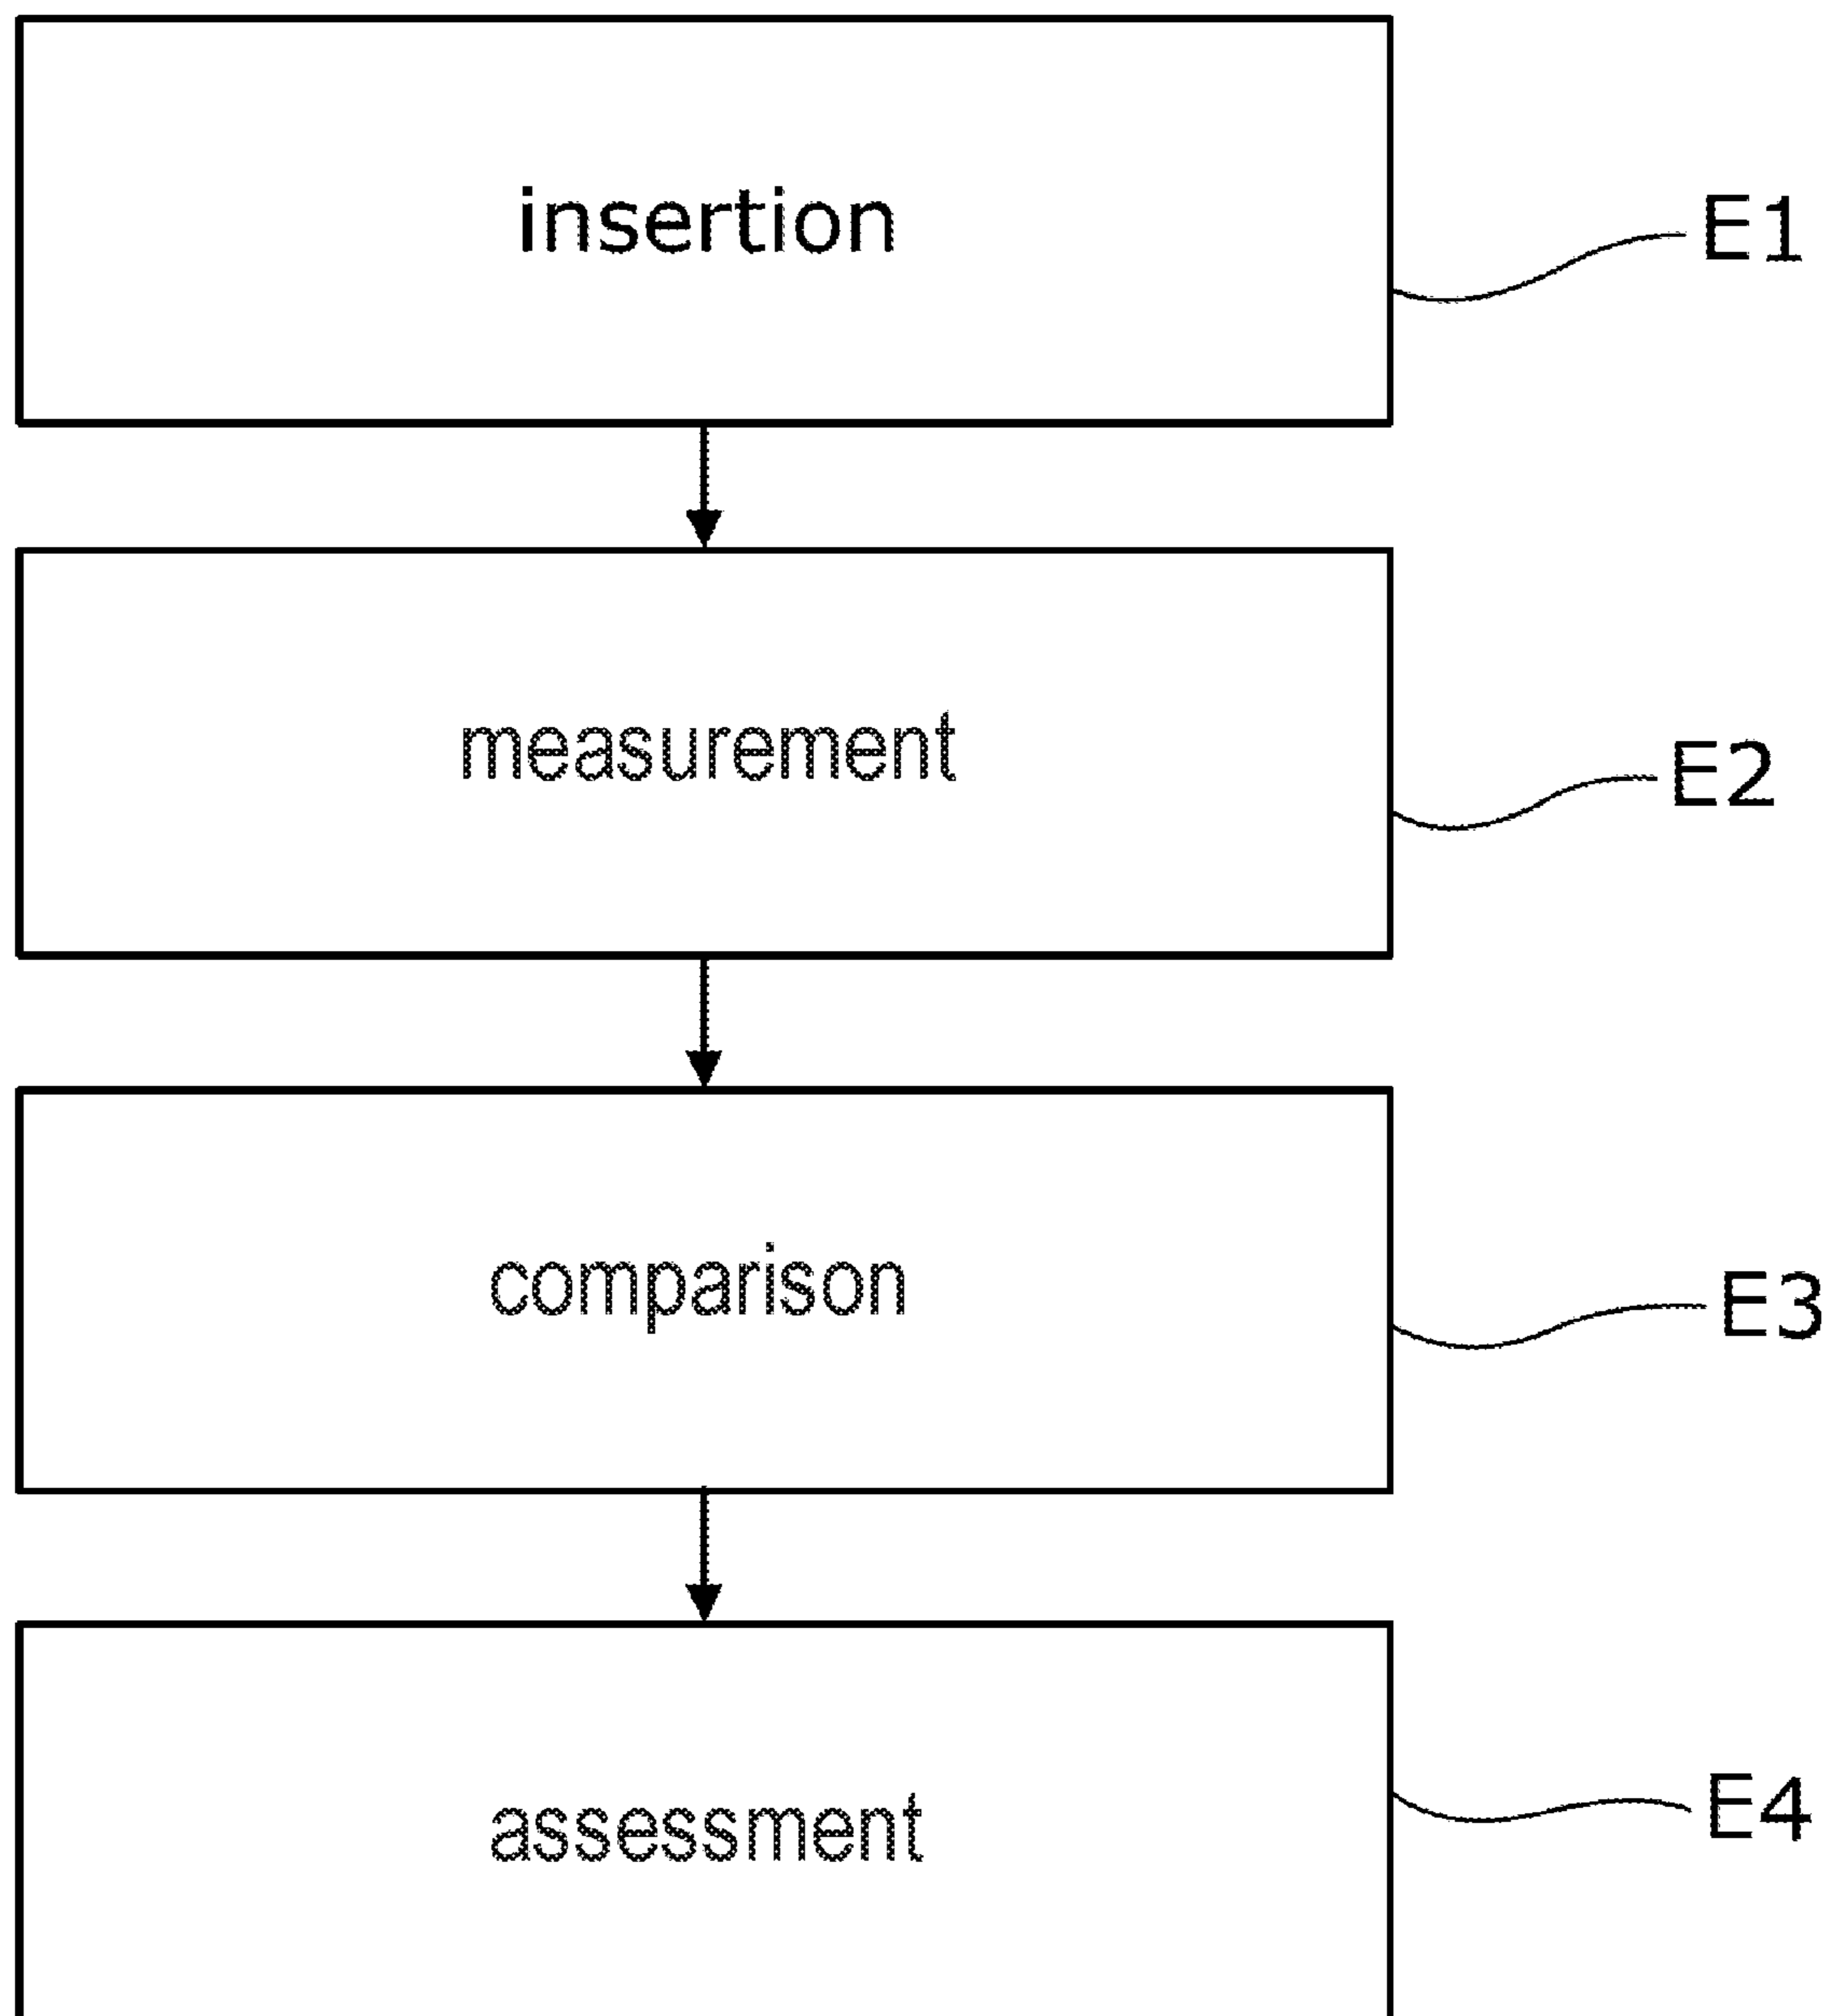 insertion
E1
measurement
E2
comparison
E3
assessment
E4